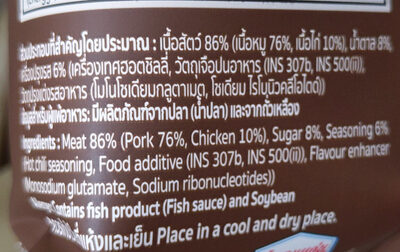 ส่วนประกอบที่สำคัญโดยประมาณ : เนื้อสัตว์ 86% (เนื้อหมู 76%, เนื้อไก่ 10%), น้ำตาล 8%,
เครื่องปรุงรส 6% (เครื่องเทศฮอตชิลลี่, วัตถุเจือปนอาหาร (INS 307b, INS 500(ii)),
วัตถุปรุงแต่งรสอาหาร (โมโนโซเดียมกลูตาเมต, โซเดียม ไรโบนิวคลีโอไตด์)
ข้อมูลสำหรับผู้แพ้อาหาร: มีผลิตภัณฑ์จากปลา (น้ำปลา) และจากถั่วเหลือง
Ingredients : Meat 86% (Pork 76%, Chicken 10%), Sugar 8%, Seasoning 6%
(Hot chili seasoning, Food additive (INS 307b, INS 500(ii)), Flavour enhancer
(Monosodium glutamate, Sodium ribonucleotides))
Contains fish product (Fish sauce) and Soybean
ที่แห้งและเย็น Place in a cool and dry place.